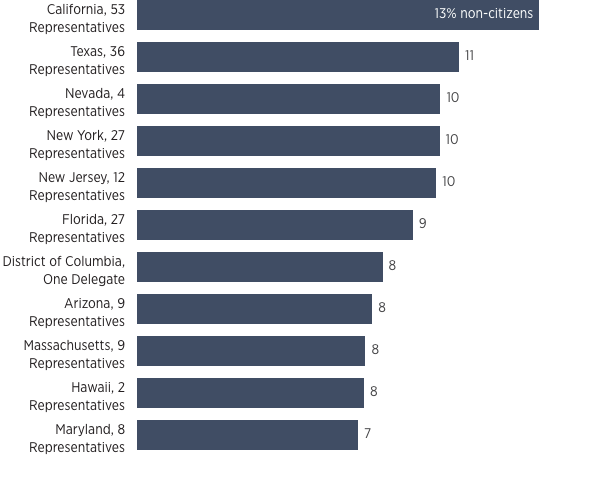 California, 53
Representatives
13% non-citizens
Texas, 36
Representatives
11
Nevada, 4
Representatives
10
New York, 27
Representatives
10
New Jersey, 12
Representatives
10
Florida, 27
Representatives
9
District of Columbia,
One Delegate
8
Arizona, 9
Representatives
8
Massachusetts, 9
Representatives
8
Hawaii, 2
Representatives
8
Maryland, 8
Representatives
7